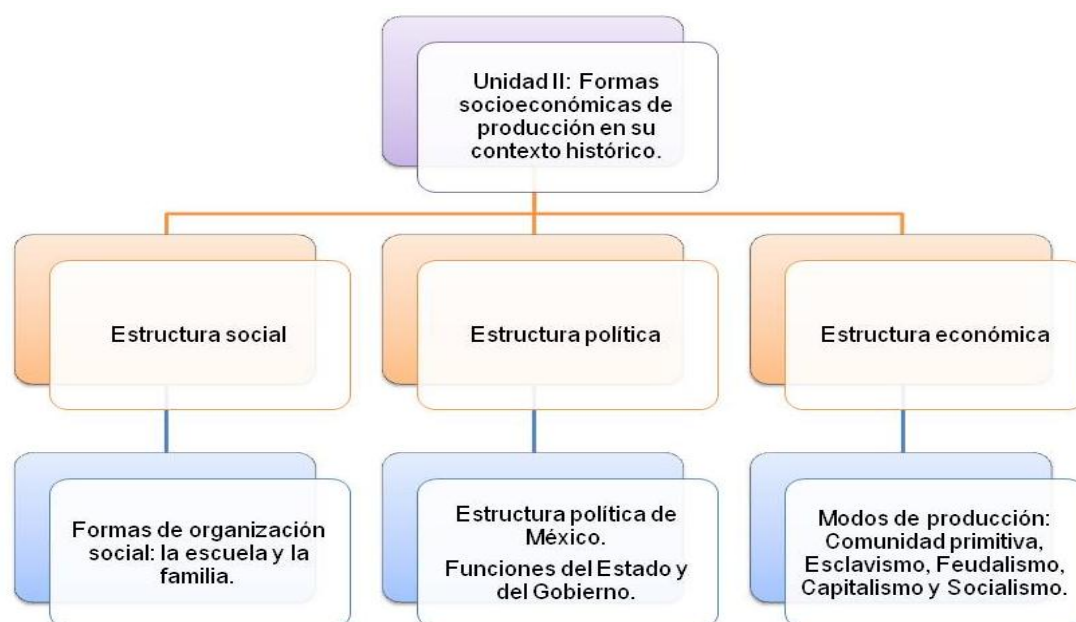 Unidad II: Formas
socioeconómicas de
producción en su
contexto histórico.
Estructura social
Estructura política
Estructura económica
Formas de organización
social: la escuela y la
familia.
Estructura política de
México.
Funciones del Estado y
del Gobierno.
Modos de producción:
Comunidad primitiva,
Esclavismo, Feudalismo,
Capitalismo y Socialismo.